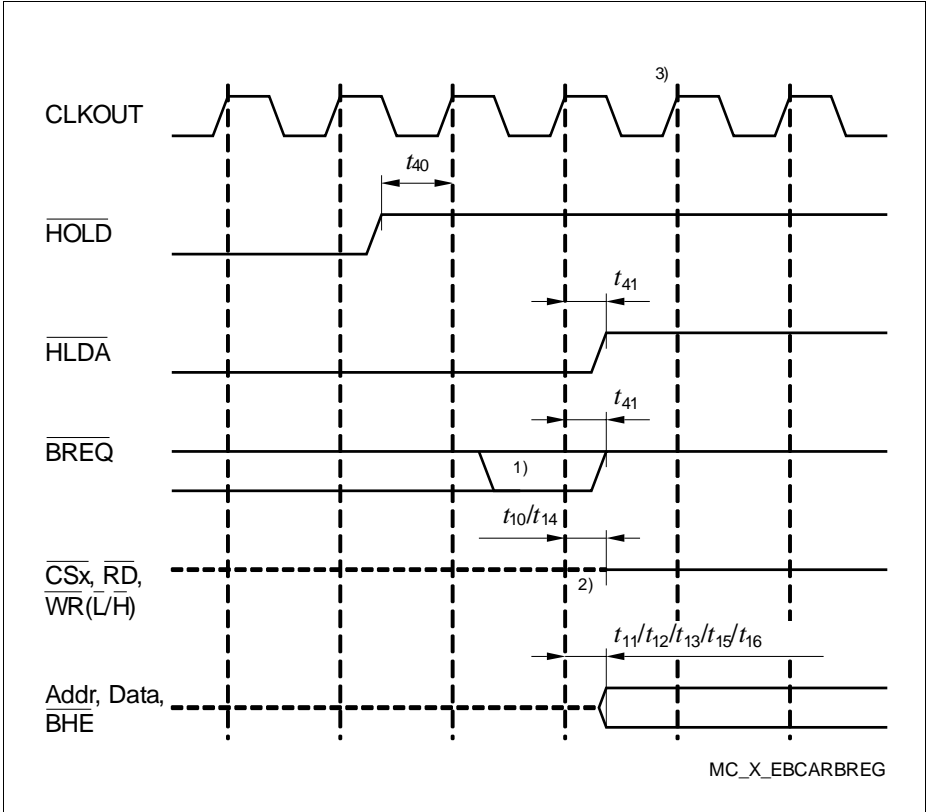 3)
CLKOUT
t40
HOLD
t41
HLDA
t41
BREQ
1)
t10/t14
CSx, RD,
WR(L/H)
2)
t11/t12/t13/t15/t16
Addr, Data,
BHE
MC_X_EBCARBREG